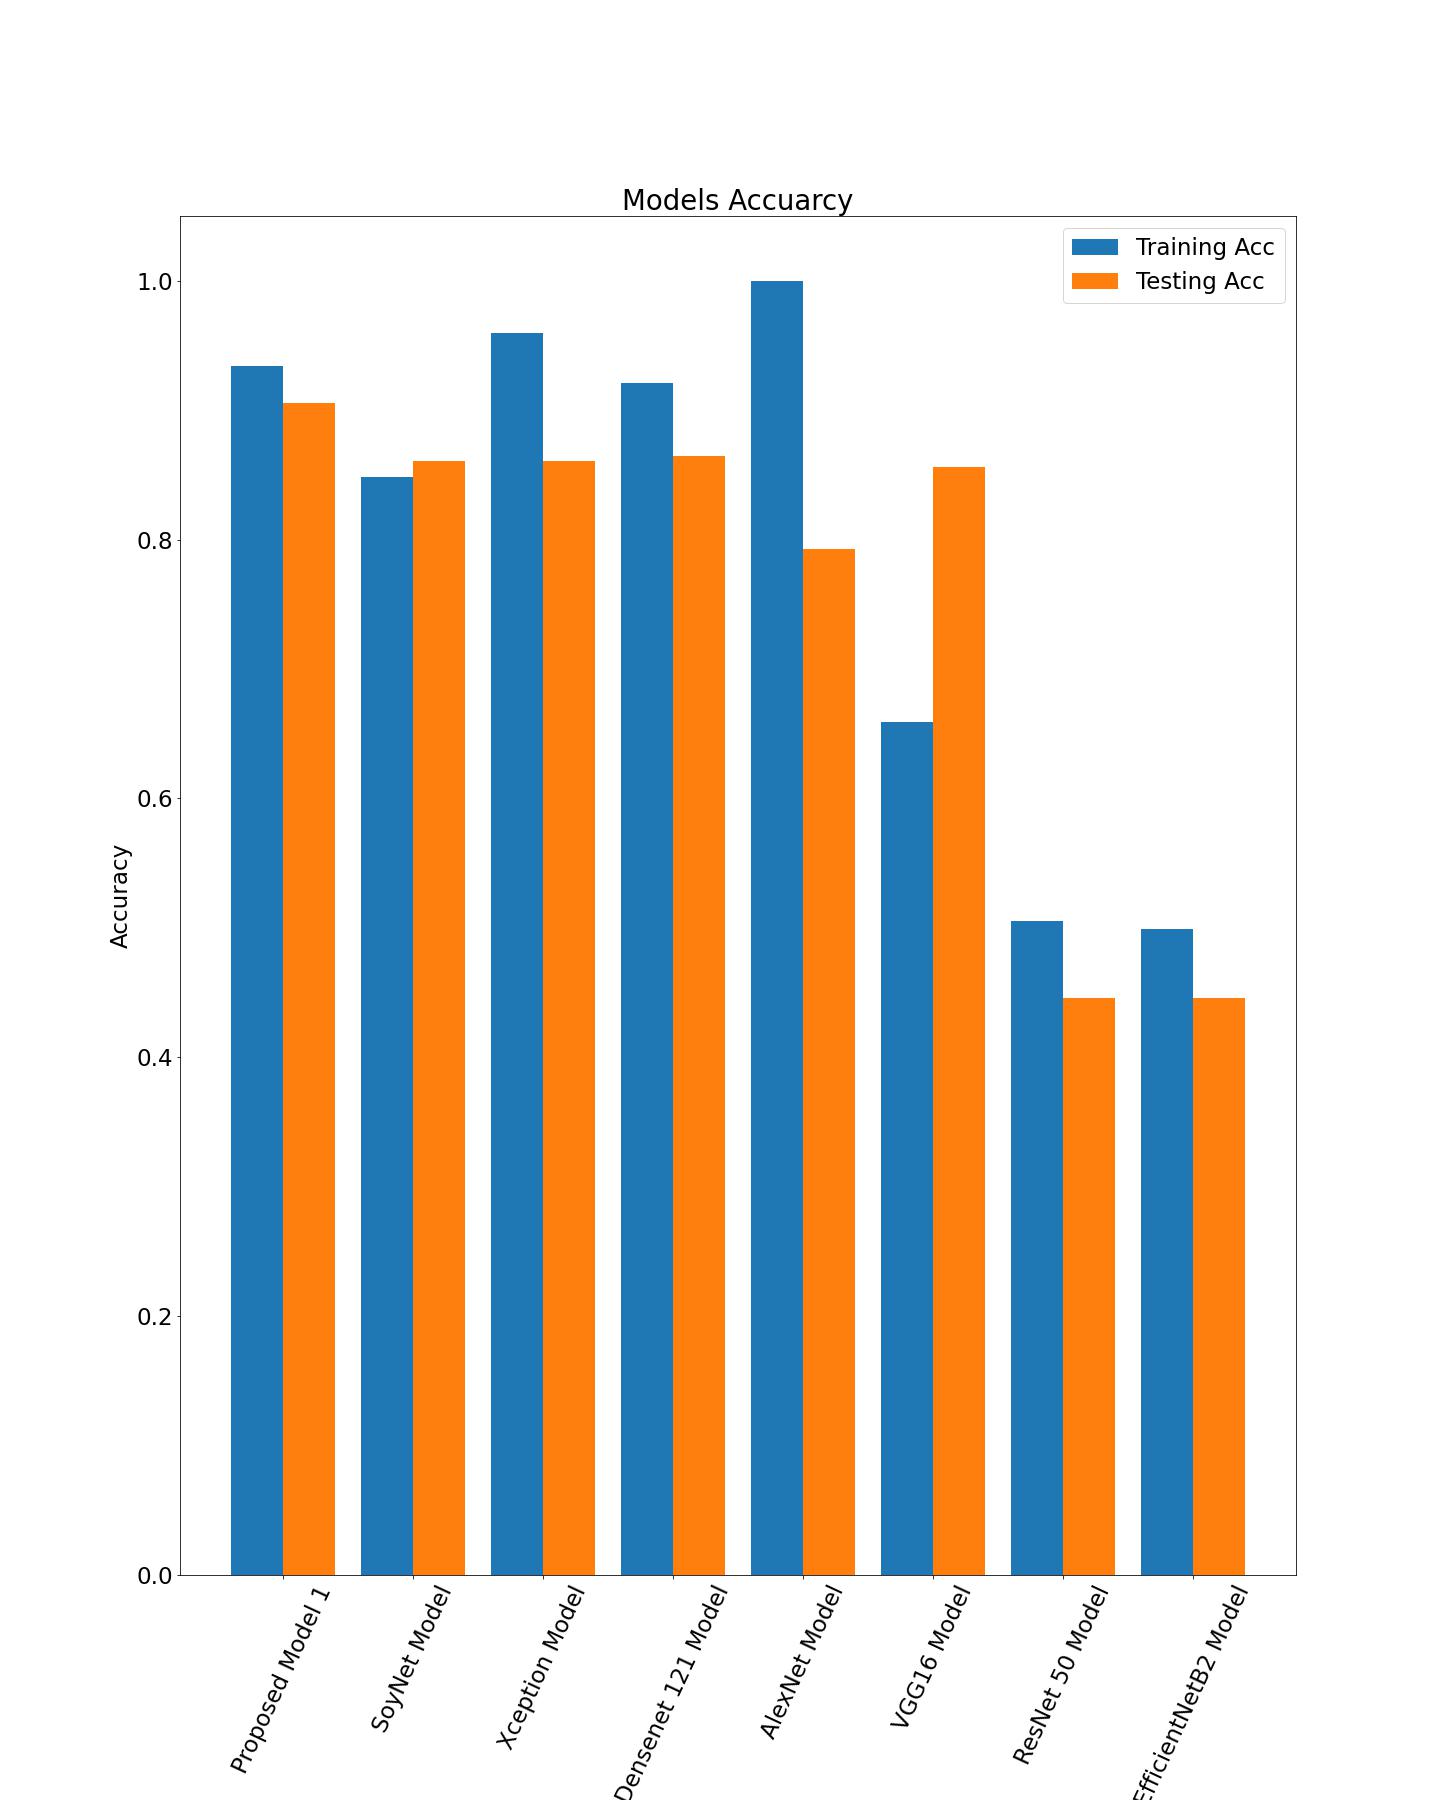 Models Accuarcy
Training Acc
Testing Acc
1.0
0.8
0.6
0.4
0.2
0.0
Accuracy
Proposed Model 1
SoyNet Model
Xception Model
Densenet 121 Model
AlexNet Model
VGG16 Model
ResNet 50 Model
EfficientNetB2 Model